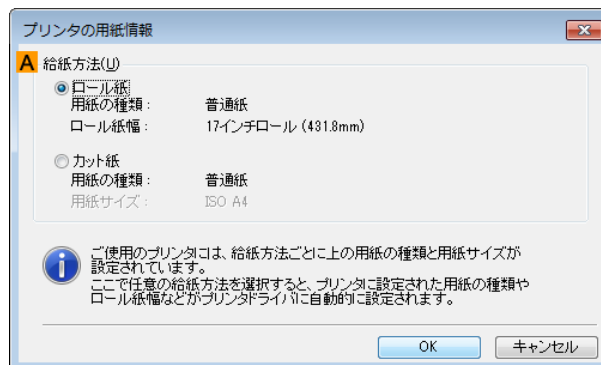 プリンタの用紙情報
A 給紙方法(U)
ロール紙
用紙の種類： 普通紙
ロール紙幅： 17インチロール (431.8mm)
カット紙
用紙の種類： 普通紙
用紙サイズ： ISO A4
ご使用のプリンタには、給紙方法ごとに上の用紙の種類と用紙サイズが
設定されています。
ここで任意の給紙方法を選択すると、プリンタに設定された用紙の種類や
ロール紙幅などがプリンタドライバに自動的に設定されます。
OK キャンセル